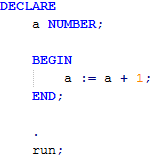 DECLARE
    a NUMBER;

    BEGIN
        a := a + 1;
    END;

    .
    run;